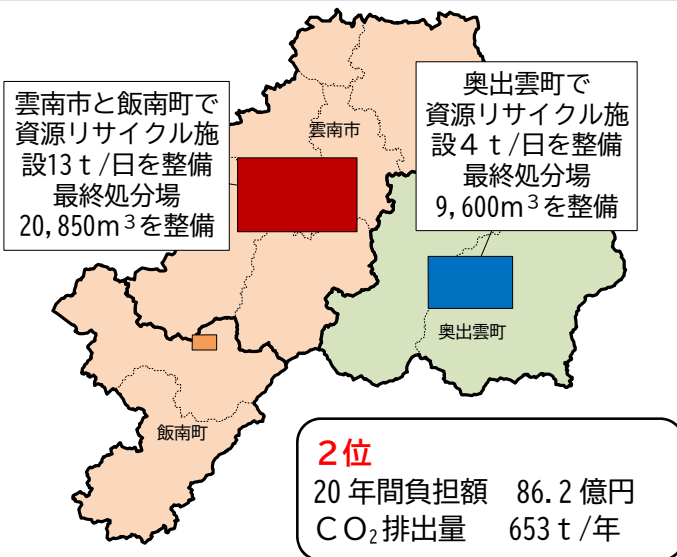 雲南市と飯南町で
資源リサイクル施
設13ｔ/日を整備
最終処分場
20,850m³を整備
奥出雲町で
資源リサイクル施
設４ｔ/日を整備
最終処分場
9,600m³を整備
雲南市
奥出雲町
飯南町
２位
20年間負担額　86.2億円
ＣＯ₂排出量　653ｔ/年